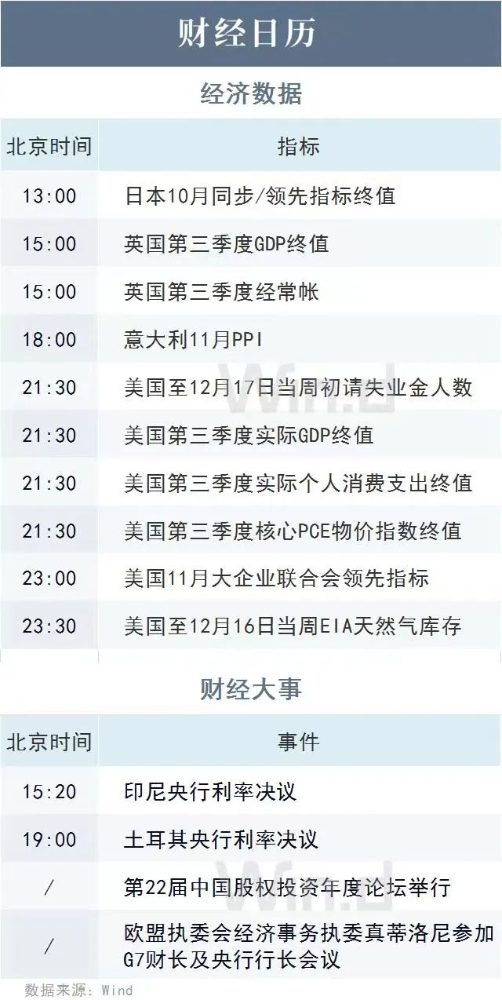 财经日历
经济数据
北京时间 指标
13:00 日本10月同步/领先指标终值
15:00 英国第三季度GDP终值
15:00 英国第三季度经常帐
18:00 意大利11月PPI
21:30 美国至12月17日当周初请失业金人数
21:30 美国第三季度实际GDP终值
21:30 美国第三季度实际个人消费支出终值
21:30 美国第三季度核心PCE物价指数终值
23:00 美国11月大企业联合会领先指标
23:30 美国至12月16日当周EIA天然气库存
财经大事
北京时间 事件
15:20 印尼央行利率决议
19:00 土耳其央行利率决议
/ 第22届中国股权投资年度论坛举行
/ 欧盟执委会经济事务执委真蒂洛尼参加
G7财长及央行行长会议
数据来源：Wind
Win.d
Win.d